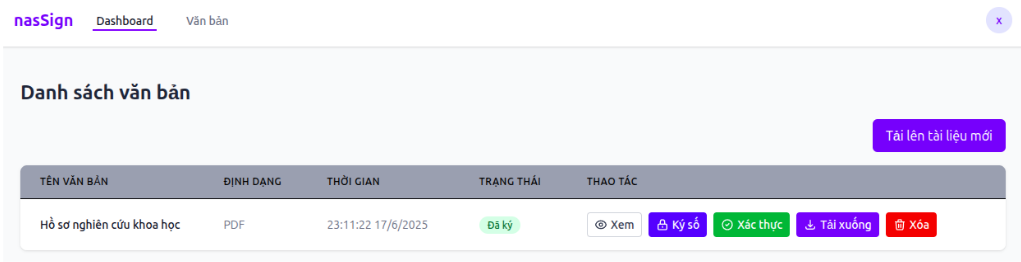 nasSign Dashboard Văn bản x
Danh sách văn bản
Tải lên tài liệu mới
TÊN VĂN BẢN ĐỊNH DẠNG THỜI GIAN TRẠNG THÁI THAO TÁC
Hồ sơ nghiên cứu khoa học PDF 23:11:22 17/6/2025 Đã ký Xem Ký số Xác thực Tải xuống Xóa